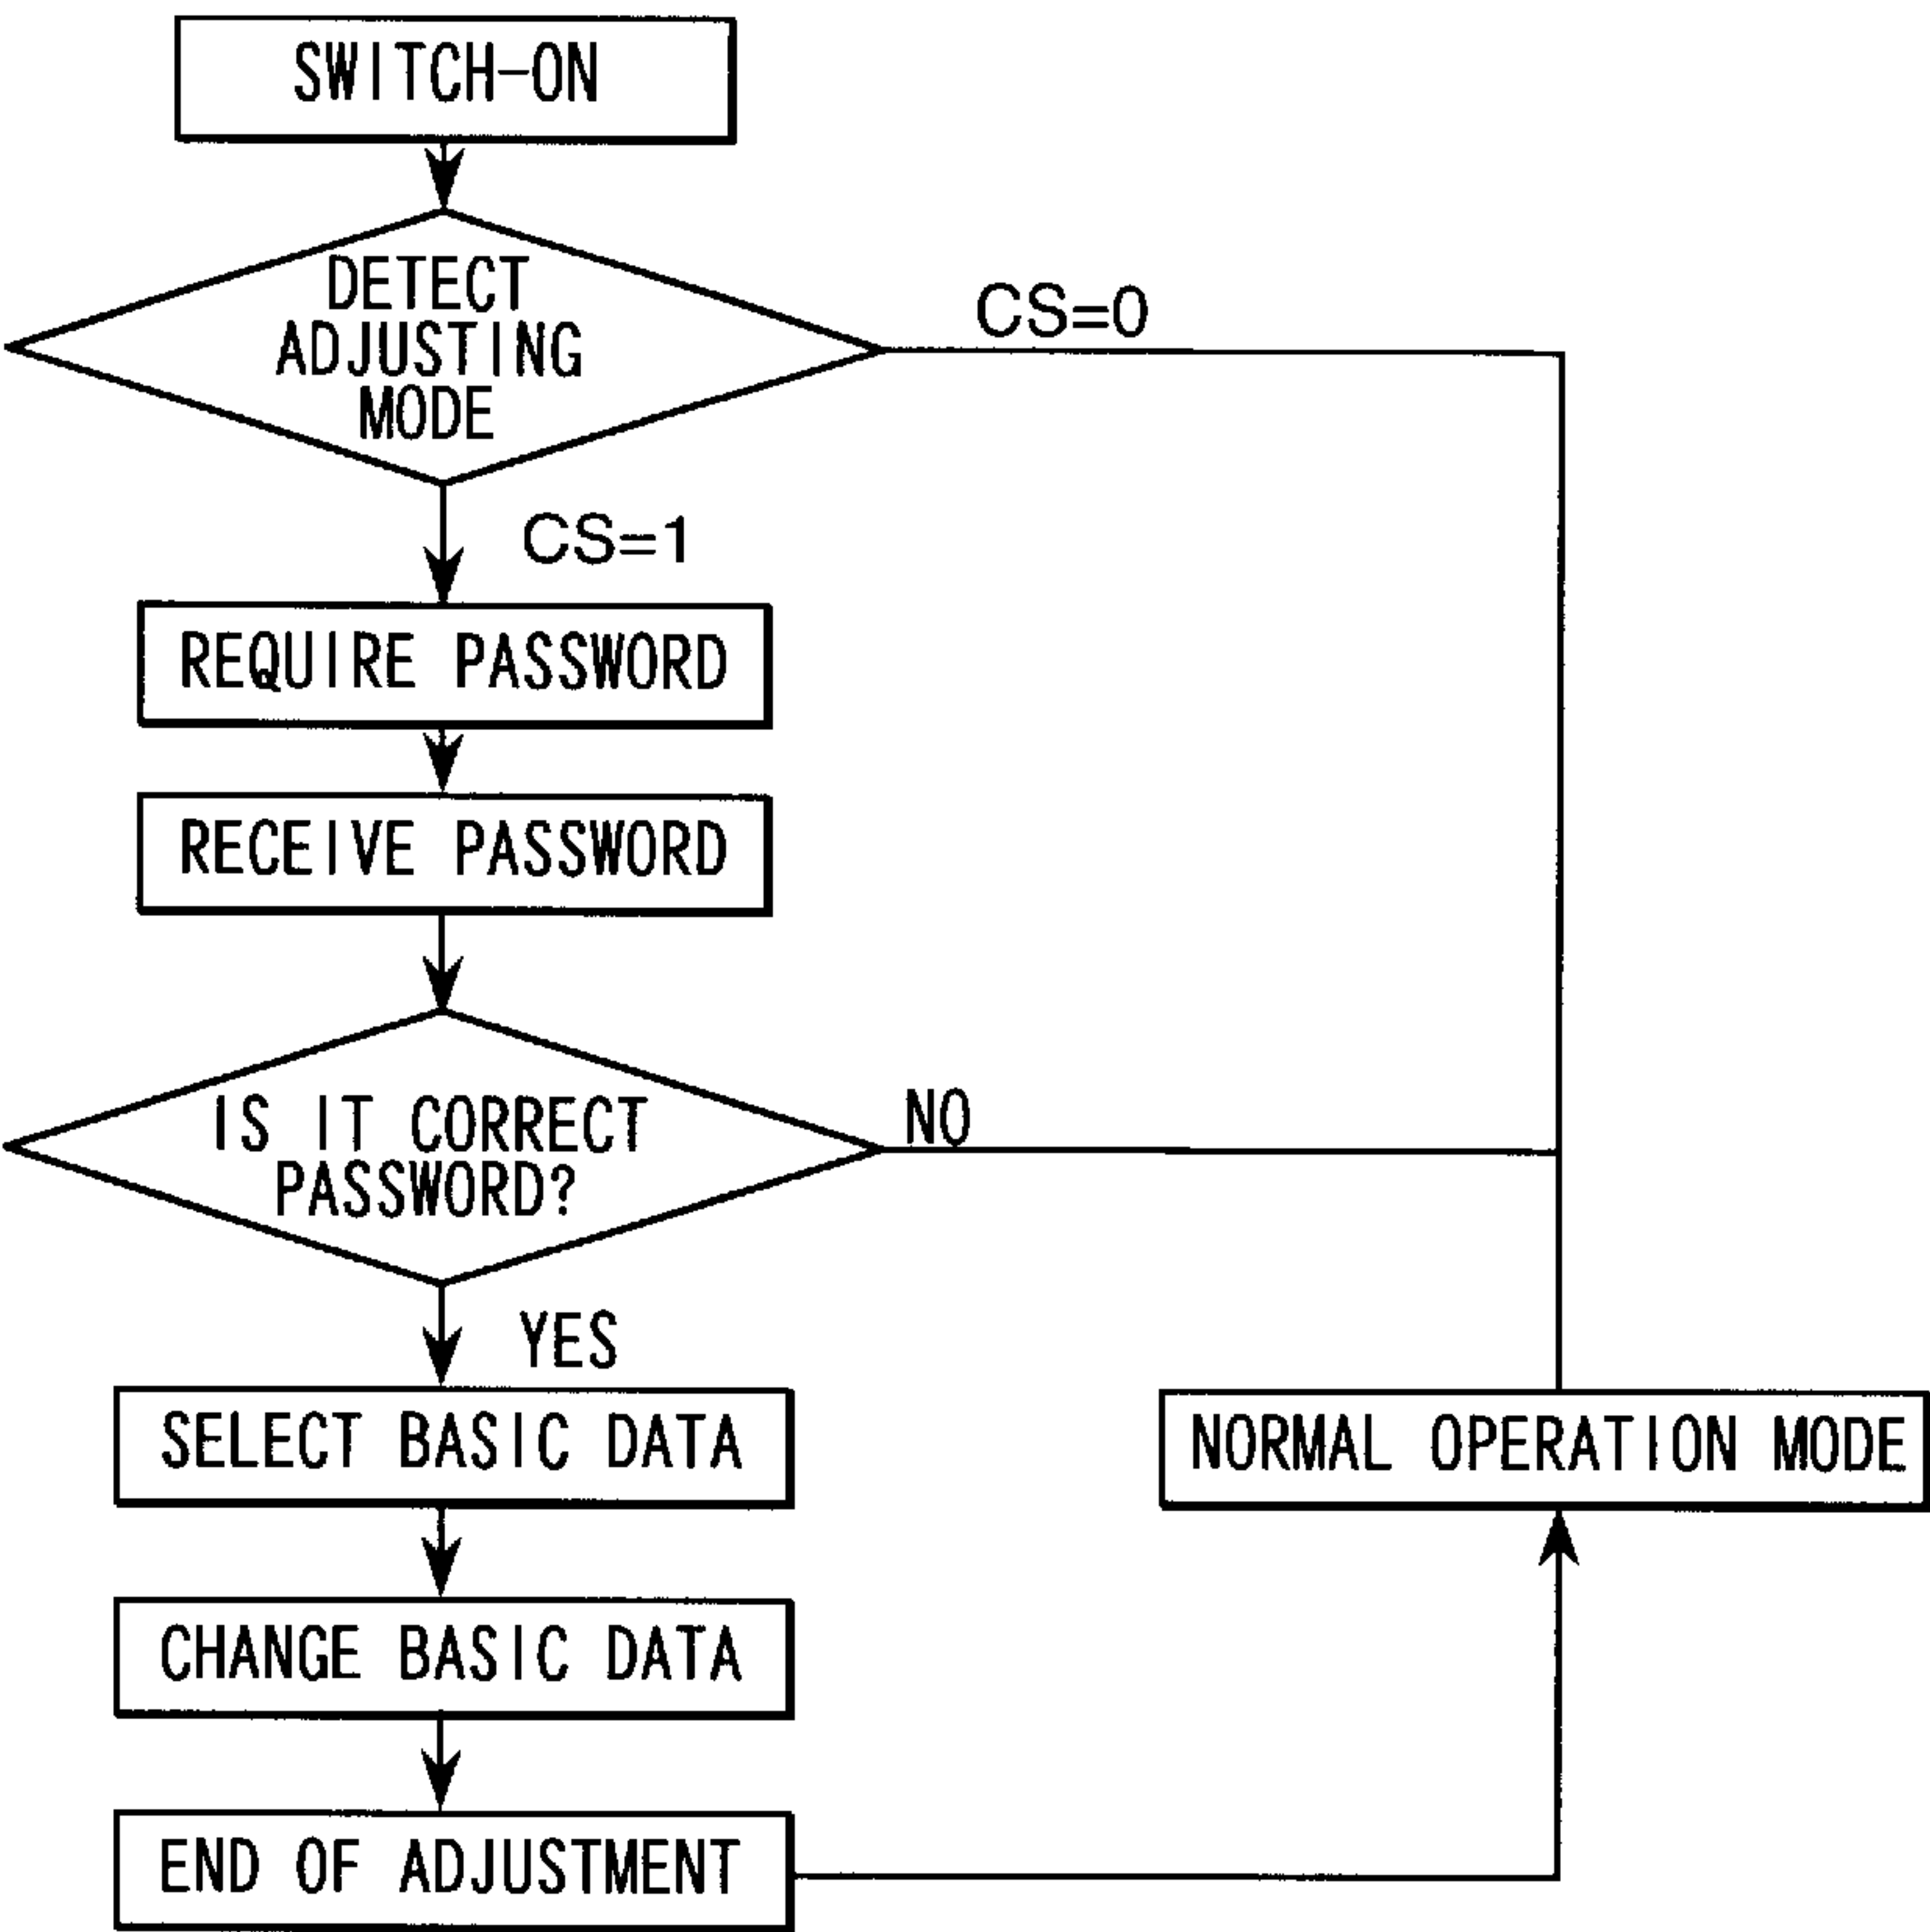 SWITCH-ON
DETECT
ADJUSTING
MODE
CS=0
CS=1
REQUIRE PASSWORD
RECEIVE PASSWORD
IS IT CORRECT
PASSWORD?
NO
YES
SELECT BASIC DATA
NORMAL OPERATION MODE
CHANGE BASIC DATA
END OF ADJUSTMENT